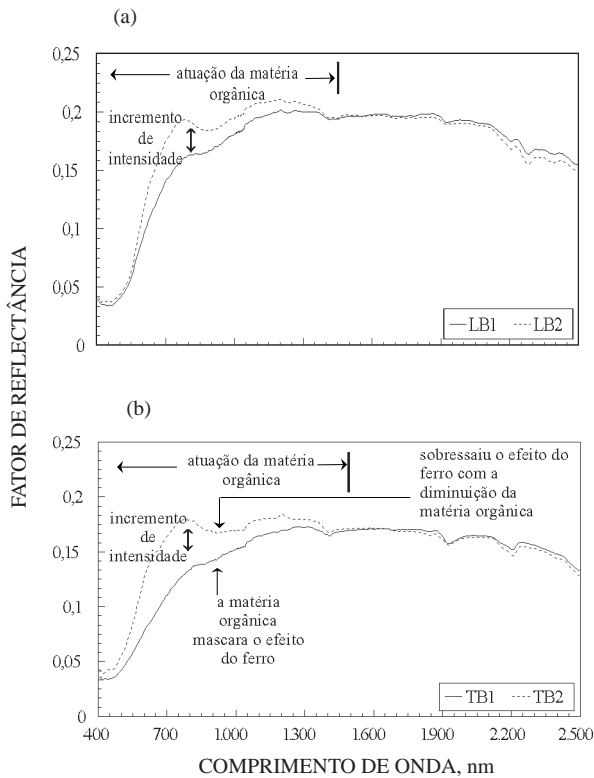 (a)
0,25
0,2
0,15
0,1
0,05
0
atuação da matéria
orgânica
incremento
de
intensidade
LB1 LB2
FATOR DE REFLECTÂNCIA
(b)
0,25
0,2
0,15
0,1
0,05
0
atuação da matéria
orgânica
sobressaiu o efeito do
ferro com a
diminuição da
matéria orgânica
incremento
de
intensidade
a matéria
orgânica
mascara o efeito
do ferro
TB1 TB2
400 700 1.000 1.300 1.600 1.900 2.200 2.500
COMPRIMENTO DE ONDA, nm